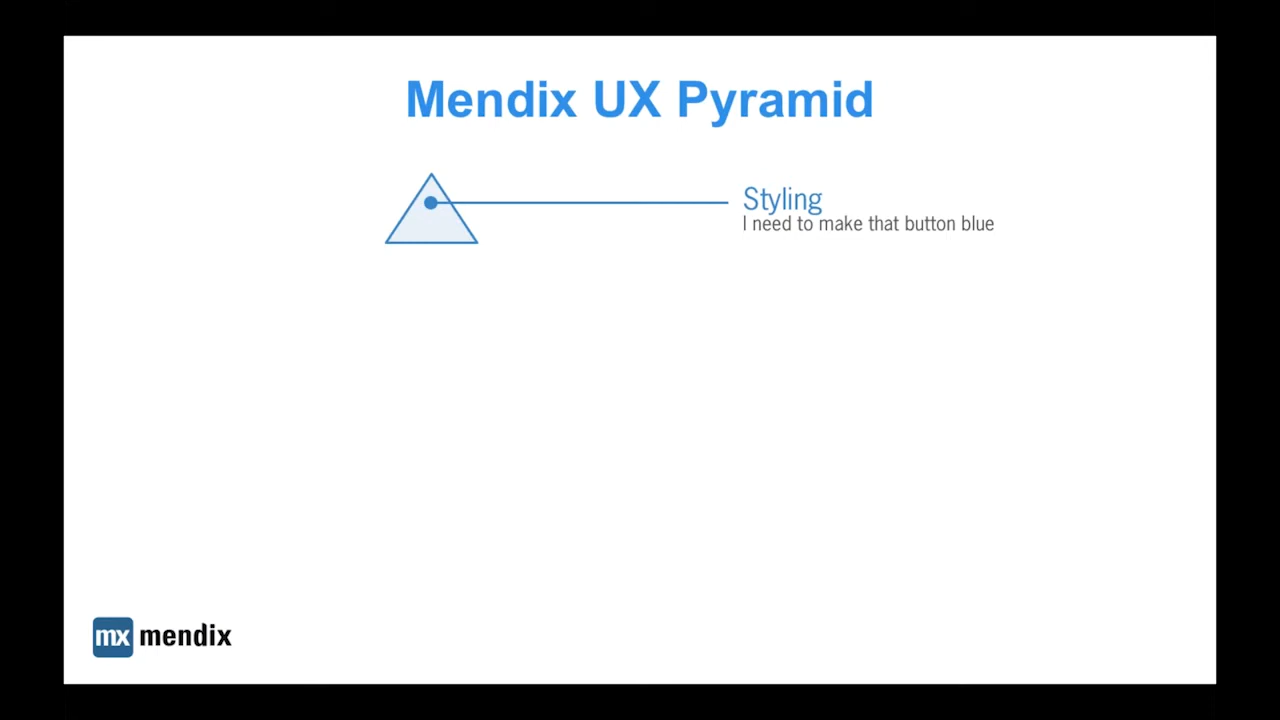 Mendix UX Pyramid
Styling
I need to make that button blue
mx mendix